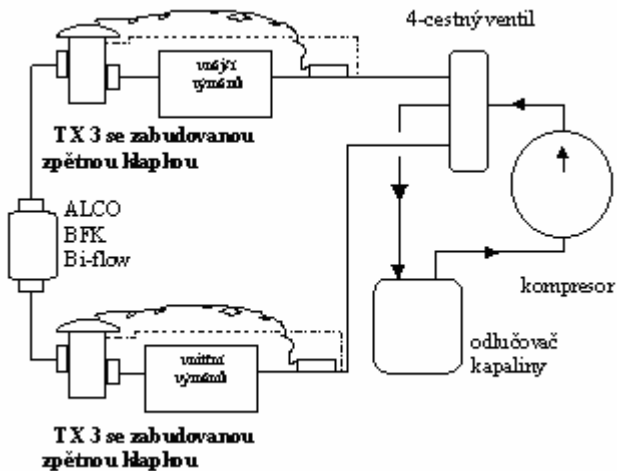 4-cestný ventil
vnější
výměník
TX 3 se zabudovanou
zpětnou klapkou
ALCO
BFK
Bi-flow
kompresor
odlučovač
kapaliny
vnitřní
výměník
TX 3 se zabudovanou
zpětnou klapkou